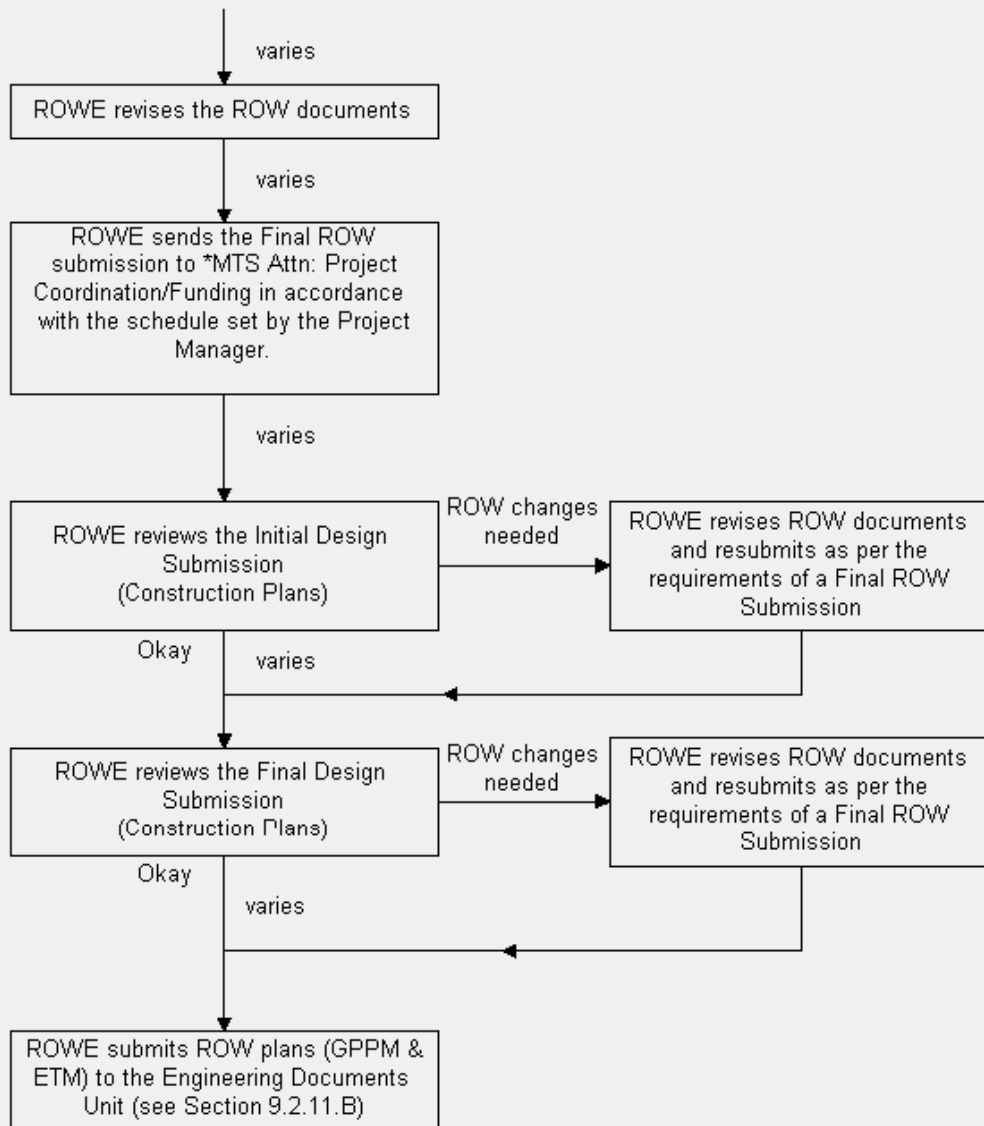 varies
ROWE revises the ROW documents
varies
ROWE sends the Final ROW
submission to *MTS Attn: Project
Coordination/Funding in accordance
with the schedule set by the Project
Manager.
varies
ROWE reviews the Initial Design
Submission
(Construction Plans)
ROW changes
needed
ROWE revises ROW documents
and resubmits as per the
requirements of a Final ROW
Submission
Okay
varies
ROWE reviews the Final Design
Submission
(Construction Plans)
ROW changes
needed
ROWE revises ROW documents
and resubmits as per the
requirements of a Final ROW
Submission
Okay
varies
ROWE submits ROW plans (GPPM &
ETM) to the Engineering Documents
Unit (see Section 9.2.11.B)